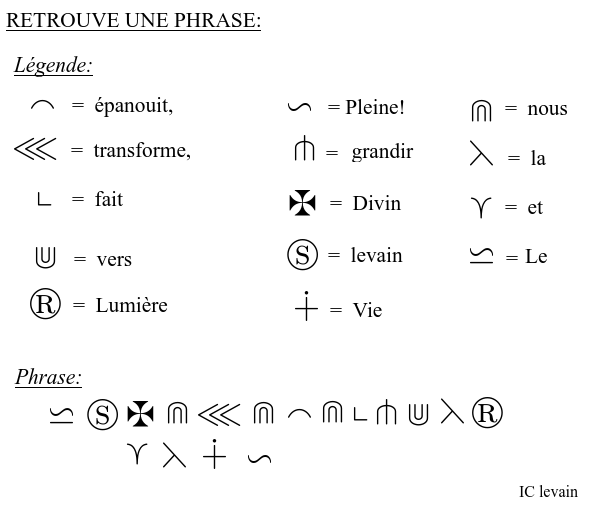 RETROUVE UNE PHRASE:
Légende:
⌢ = épanouit,
∽ = Pleine!
⋒ = nous
⋘ = transforme,
⋔ = grandir
⋋ = la
∟ = fait
✠ = Divin
⋎ = et
⋓ = vers
Ⓢ = levain
⋍ = Le
Ⓡ = Lumière
∔ = Vie
Phrase:
⋍ Ⓢ ✠ ⋒ ⋘ ⋒ ⌢ ⋒ ∟ ⋔ ⋓ ⋋ Ⓡ
⋎ ⋋ ∔ ∽
IC levain